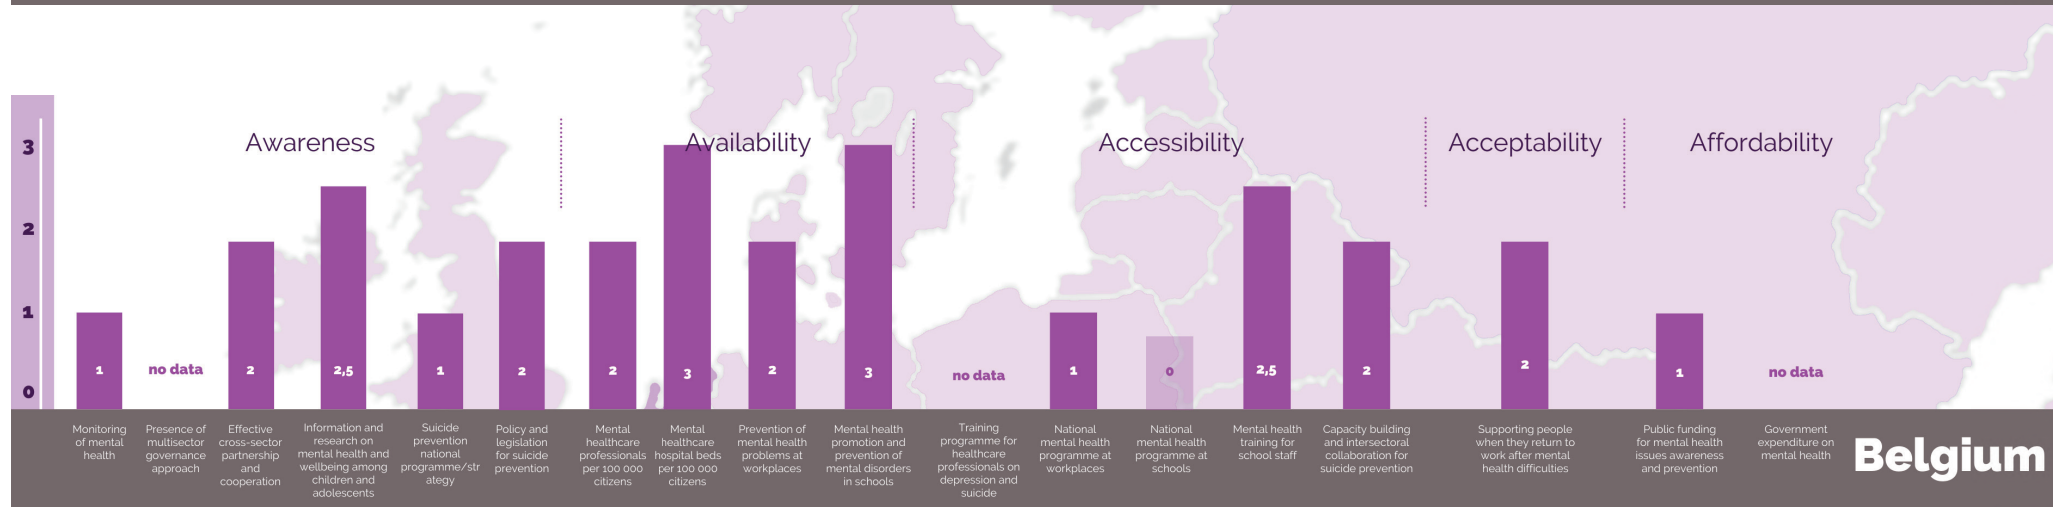 Awareness
Availability
Accessibility
Acceptability
Affordability
3
2
1
0
1
no data
2
2,5
1
2
2
3
2
3
no data
1
0
2,5
2
2
1
no data
Monitoring
of mental
health
Presence of
multisector
governance
approach
Effective
cross-sector
partnership
and
cooperation
Information and
research on
mental health and
wellbeing among
children and
adolescents
Suicide
prevention
national
programme/str
ategy
Policy and
legislation
for suicide
prevention
Mental
healthcare
professionals
per 100 000
citizens
Mental
healthcare
hospital beds
per 100 000
citizens
Prevention of
mental health
problems at
workplaces
Mental health
promotion and
prevention of
mental disorders
in schools
Training
programme for
healthcare
professionals on
depression and
suicide
National
mental health
programme at
workplaces
National
mental health
programme at
schools
Mental health
training for
school staff
Capacity building
and intersectoral
collaboration for
suicide prevention
Supporting people
when they return to
work after mental
health difficulties
Public funding
for mental health
issues awareness
and prevention
Government
expenditure on
mental health
Belgium